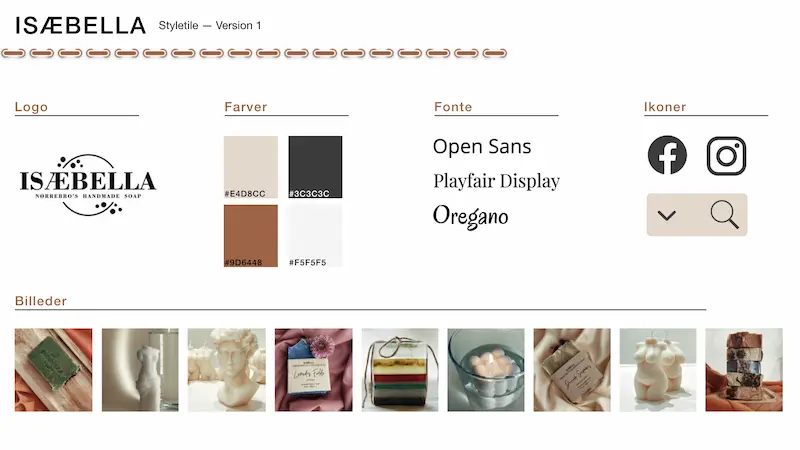 ISÆBELLA
Styletile — Version 1
Logo
Farver
Fonte
Ikoner
ISÆBELLA
NØRREBRO'S HANDMADE SOAP
#E4D8CC
#3C3C3C
#9D6448
#F5F5F5
Open Sans
Playfair Display
Oregano
Billeder